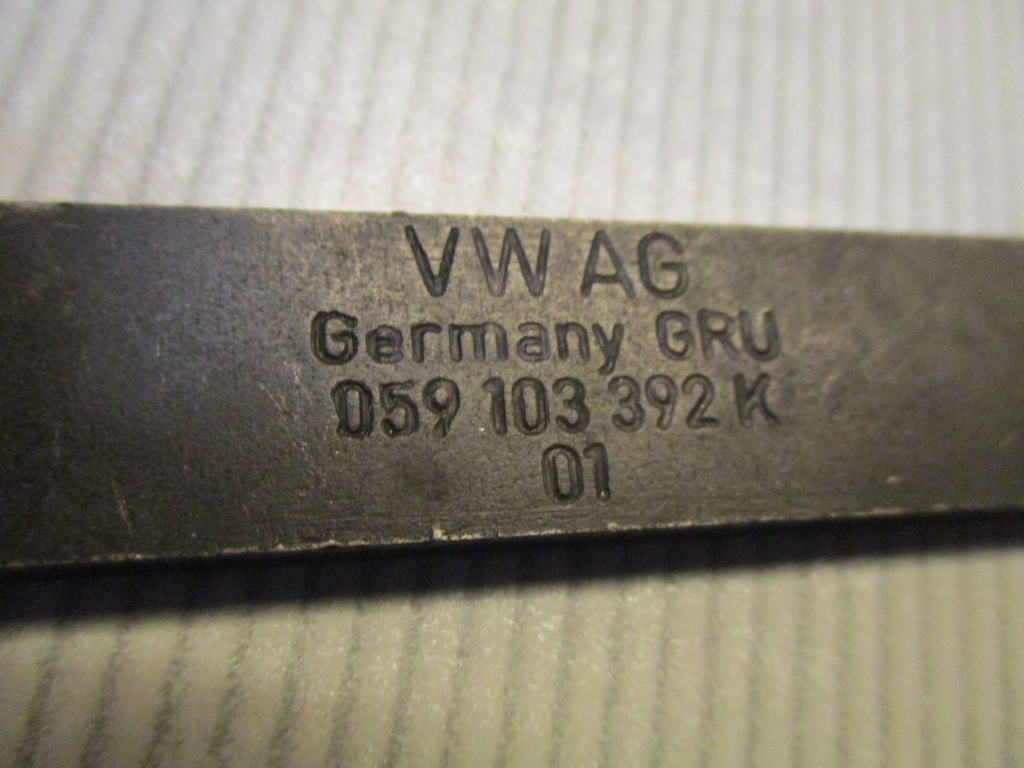 VW AG
Germany GRU
059 103 392 K
01